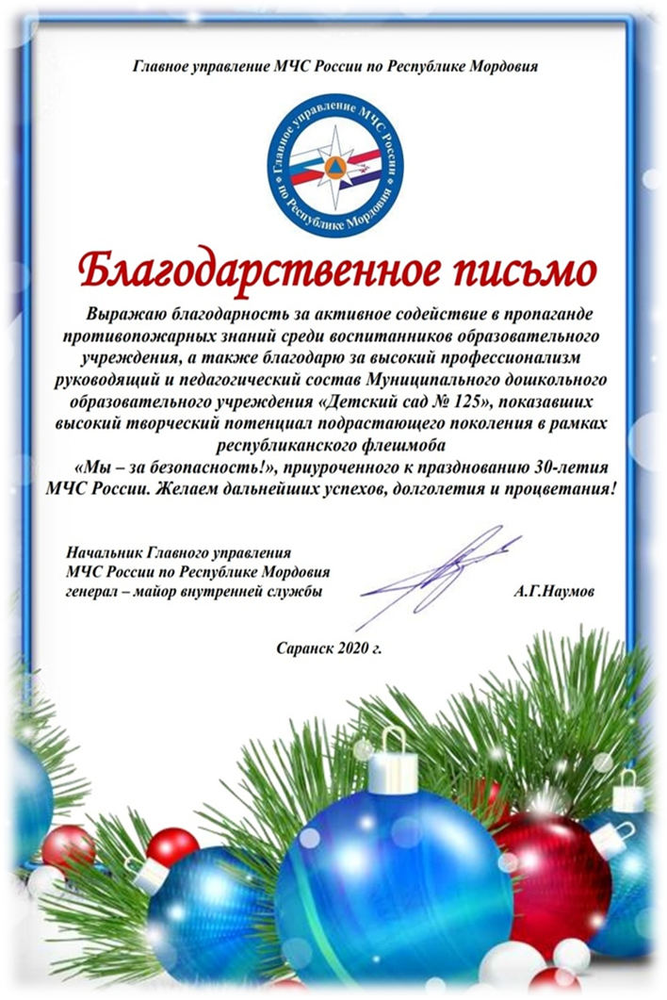 Главное управление МЧС России по Республике Мордовия
Главное управление МЧС России
по Республике Мордовия
Благодарственное письмо
Выражаю благодарность за активное содействие в пропаганде
противопожарных знаний среди воспитанников образовательного
учреждения, а также благодарю за высокий профессионализм
руководящий и педагогический состав Муниципального дошкольного
образовательного учреждения «Детский сад № 125», показавших
высокий творческий потенциал подрастающего поколения в рамках
республиканского флешмоба
«Мы – за безопасность!», приуроченного к празднованию 30-летия
МЧС России. Желаем дальнейших успехов, долголетия и процветания!
Начальник Главного управления
МЧС России по Республике Мордовия
генерал – майор внутренней службы А.Г.Наумов
Саранск 2020 г.